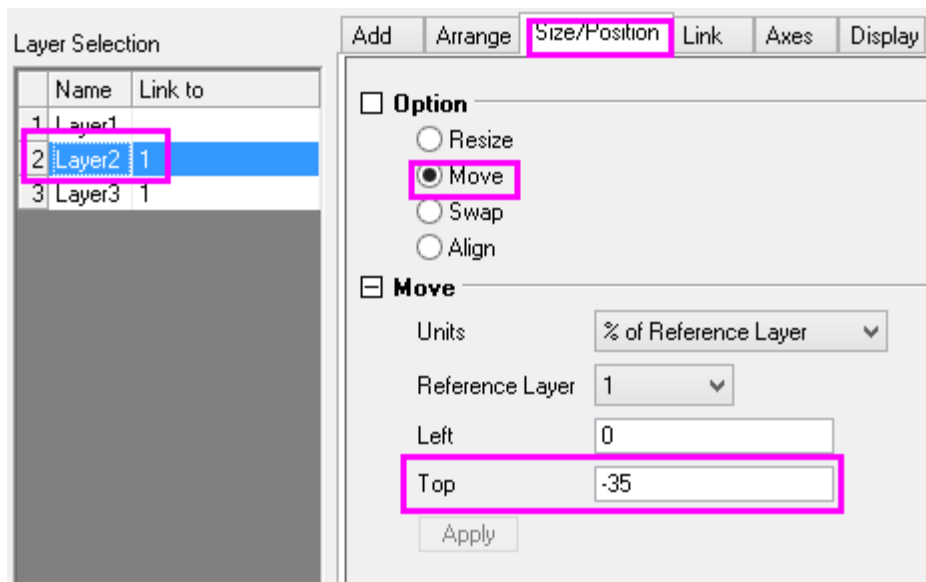 Layer Selection
Name Link to
1 Layer1
2 Layer2 1
3 Layer3 1
Add Arrange Size/Position Link Axes Display
Option
Resize
Move
Swap
Align
Move
Units % of Reference Layer
Reference Layer 1
Left 0
Top -35
Apply